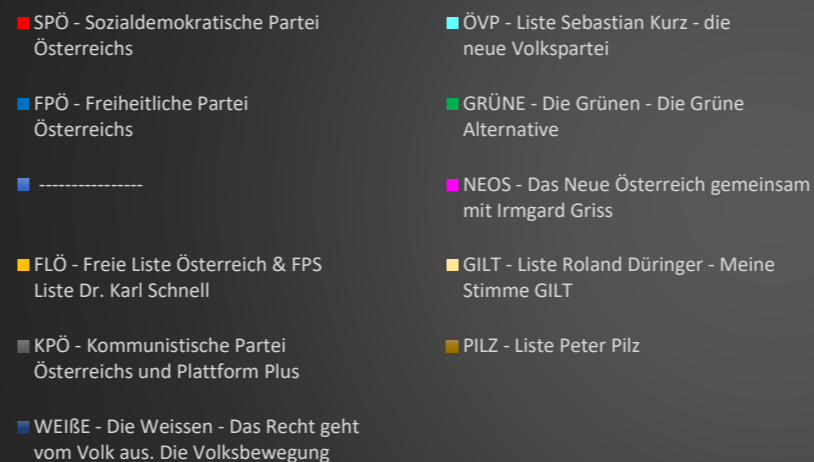 SPÖ - Sozialdemokratische Partei
Österreichs
ÖVP - Liste Sebastian Kurz - die
neue Volkspartei
FPÖ - Freiheitliche Partei
Österreichs
GRÜNE - Die Grünen - Die Grüne
Alternative
----------------
NEOS - Das Neue Österreich gemeinsam
mit Irmgard Griss
FLÖ - Freie Liste Österreich & FPS
Liste Dr. Karl Schnell
GILT - Liste Roland Düringer - Meine
Stimme GILT
KPÖ - Kommunistische Partei
Österreichs und Plattform Plus
PILZ - Liste Peter Pilz
WEIßE - Die Weissen - Das Recht geht
vom Volk aus. Die Volksbewegung